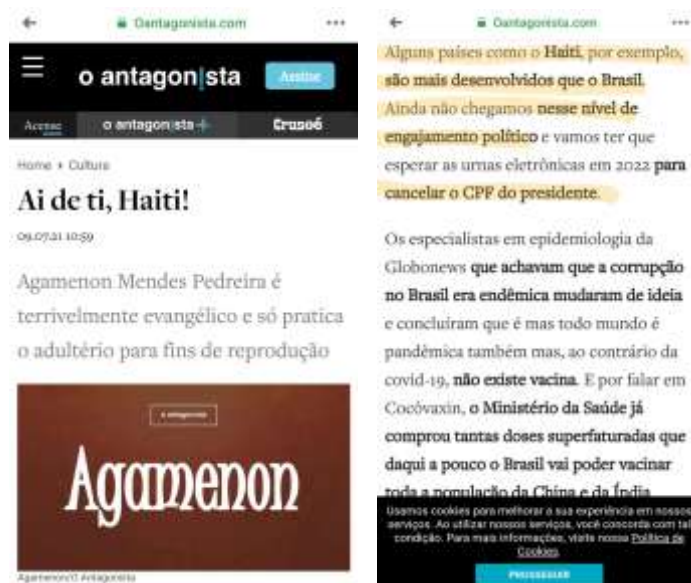 Oantagonista.com
o antagonista
Assine
Acesse
o antagonista+
Crusoé
Home › Cultura
Ai de ti, Haiti!
09.07.21 10:59
Agamenon Mendes Pedreira é
terrivelmente evangélico e só pratica
o adultério para fins de reprodução
o antagonista
Agamenon
Agamenon/O Antagonista
Oantagonista.com
Alguns países como o Haiti, por exemplo,
são mais desenvolvidos que o Brasil.
Ainda não chegamos nesse nível de
engajamento político e vamos ter que
esperar as urnas eletrônicas em 2022 para
cancelar o CPF do presidente.
Os especialistas em epidemiologia da
Globonews que achavam que a corrupção
no Brasil era endêmica mudaram de ideia
e concluíram que é mas todo mundo é
pandêmica também mas, ao contrário da
covid-19, não existe vacina. E por falar em
Cocôvaxin, o Ministério da Saúde já
comprou tantas doses superfaturadas que
daqui a pouco o Brasil vai poder vacinar
toda a população da China e da Índia
Usamos cookies para melhorar a sua experiência em nossos
serviços. Ao utilizar nossos serviços, você concorda com tal
condição. Para mais informações, visite nossa Política de
Cookies.
PROSSEGUIR